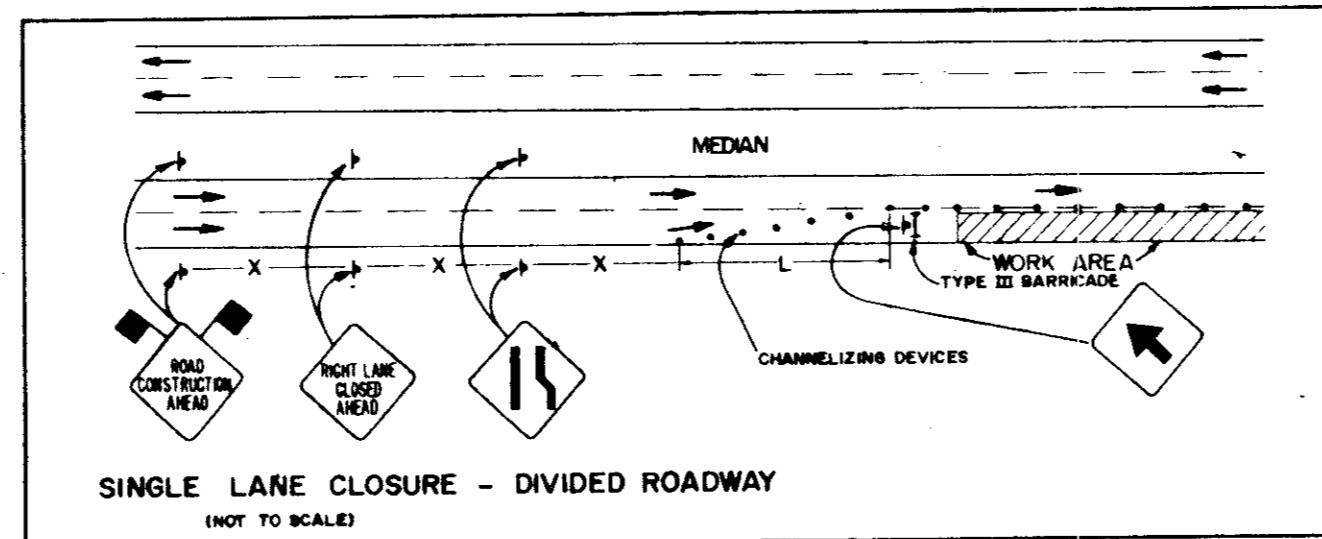 MEDIAN
X
X
X
L
WORK AREA
TYPE III BARRICADE
CHANNELIZING DEVICES
ROAD
CONSTRUCTION
AHEAD
RIGHT LANE
CLOSED
AHEAD
SINGLE LANE CLOSURE - DIVIDED ROADWAY
(NOT TO SCALE)